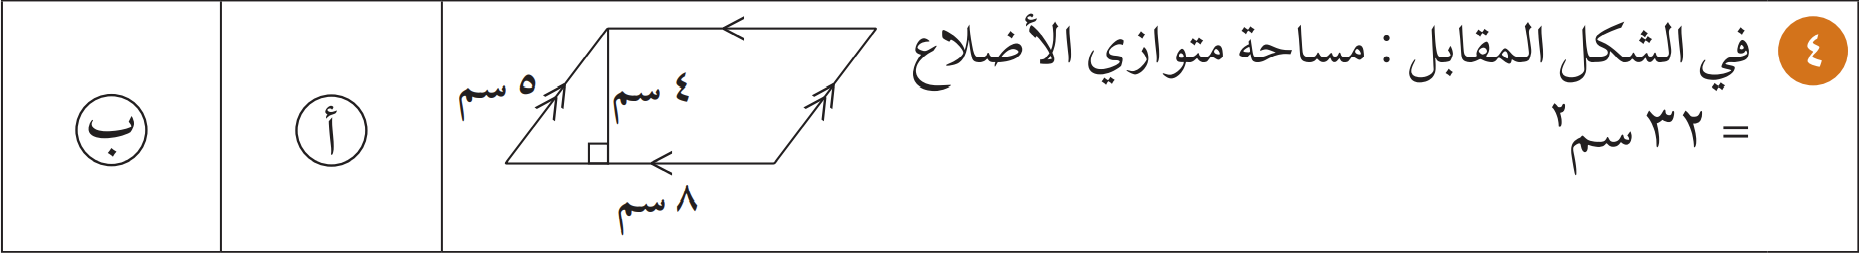 ٤ في الشكل المقابل : مساحة متوازي الأضلاع
= ٣٢ سم٢
٥ سم
٤ سم
٨ سم
أ
ب